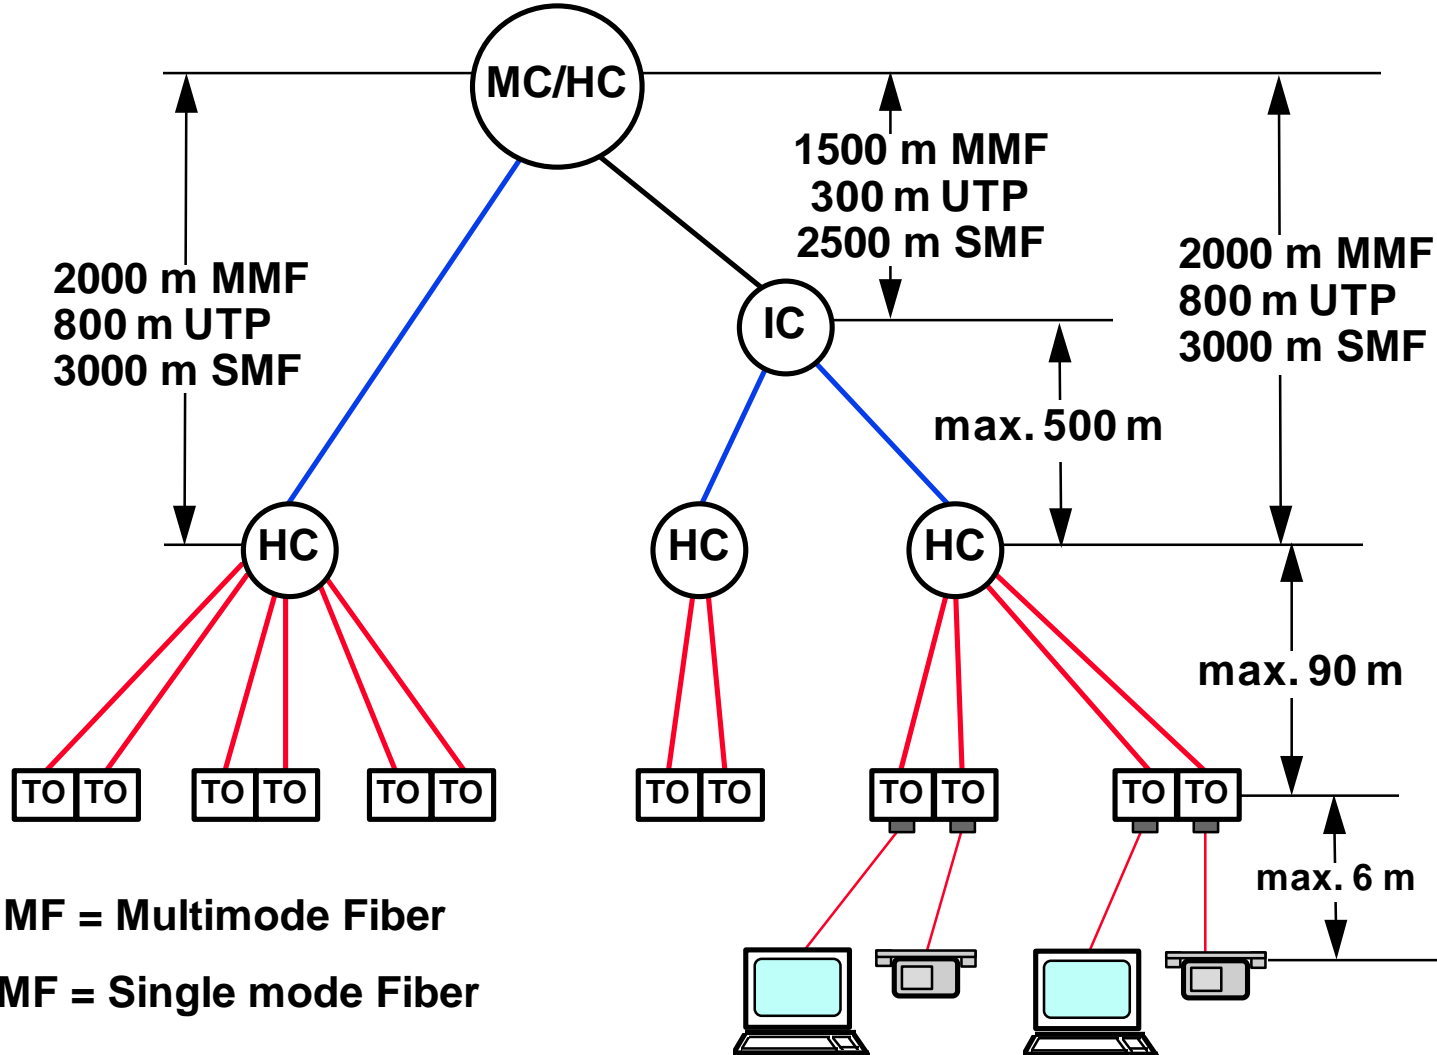 MC/HC
1500 m MMF
300 m UTP
2500 m SMF
2000 m MMF
800 m UTP
3000 m SMF
2000 m MMF
800 m UTP
3000 m SMF
IC
max. 500 m
HC
HC
HC
max. 90 m
TO TO TO TO TO TO TO TO TO TO TO TO
max. 6 m
MF = Multimode Fiber
MF = Single mode Fiber